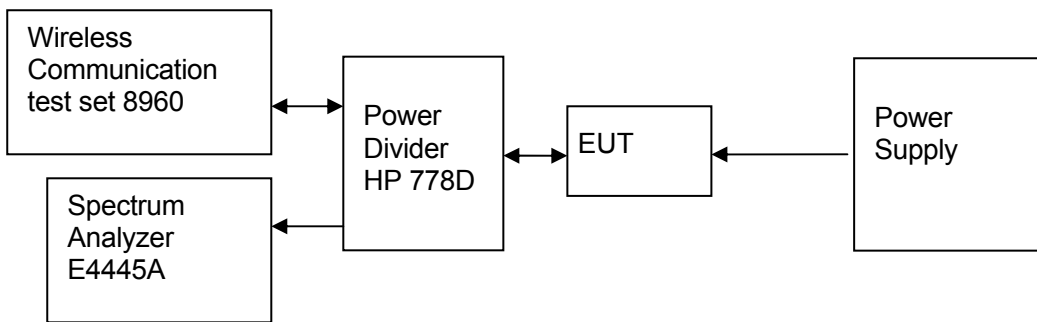 Wireless
Communication
test set 8960
Power
Divider
HP 778D
EUT
Power
Supply
Spectrum
Analyzer
E4445A